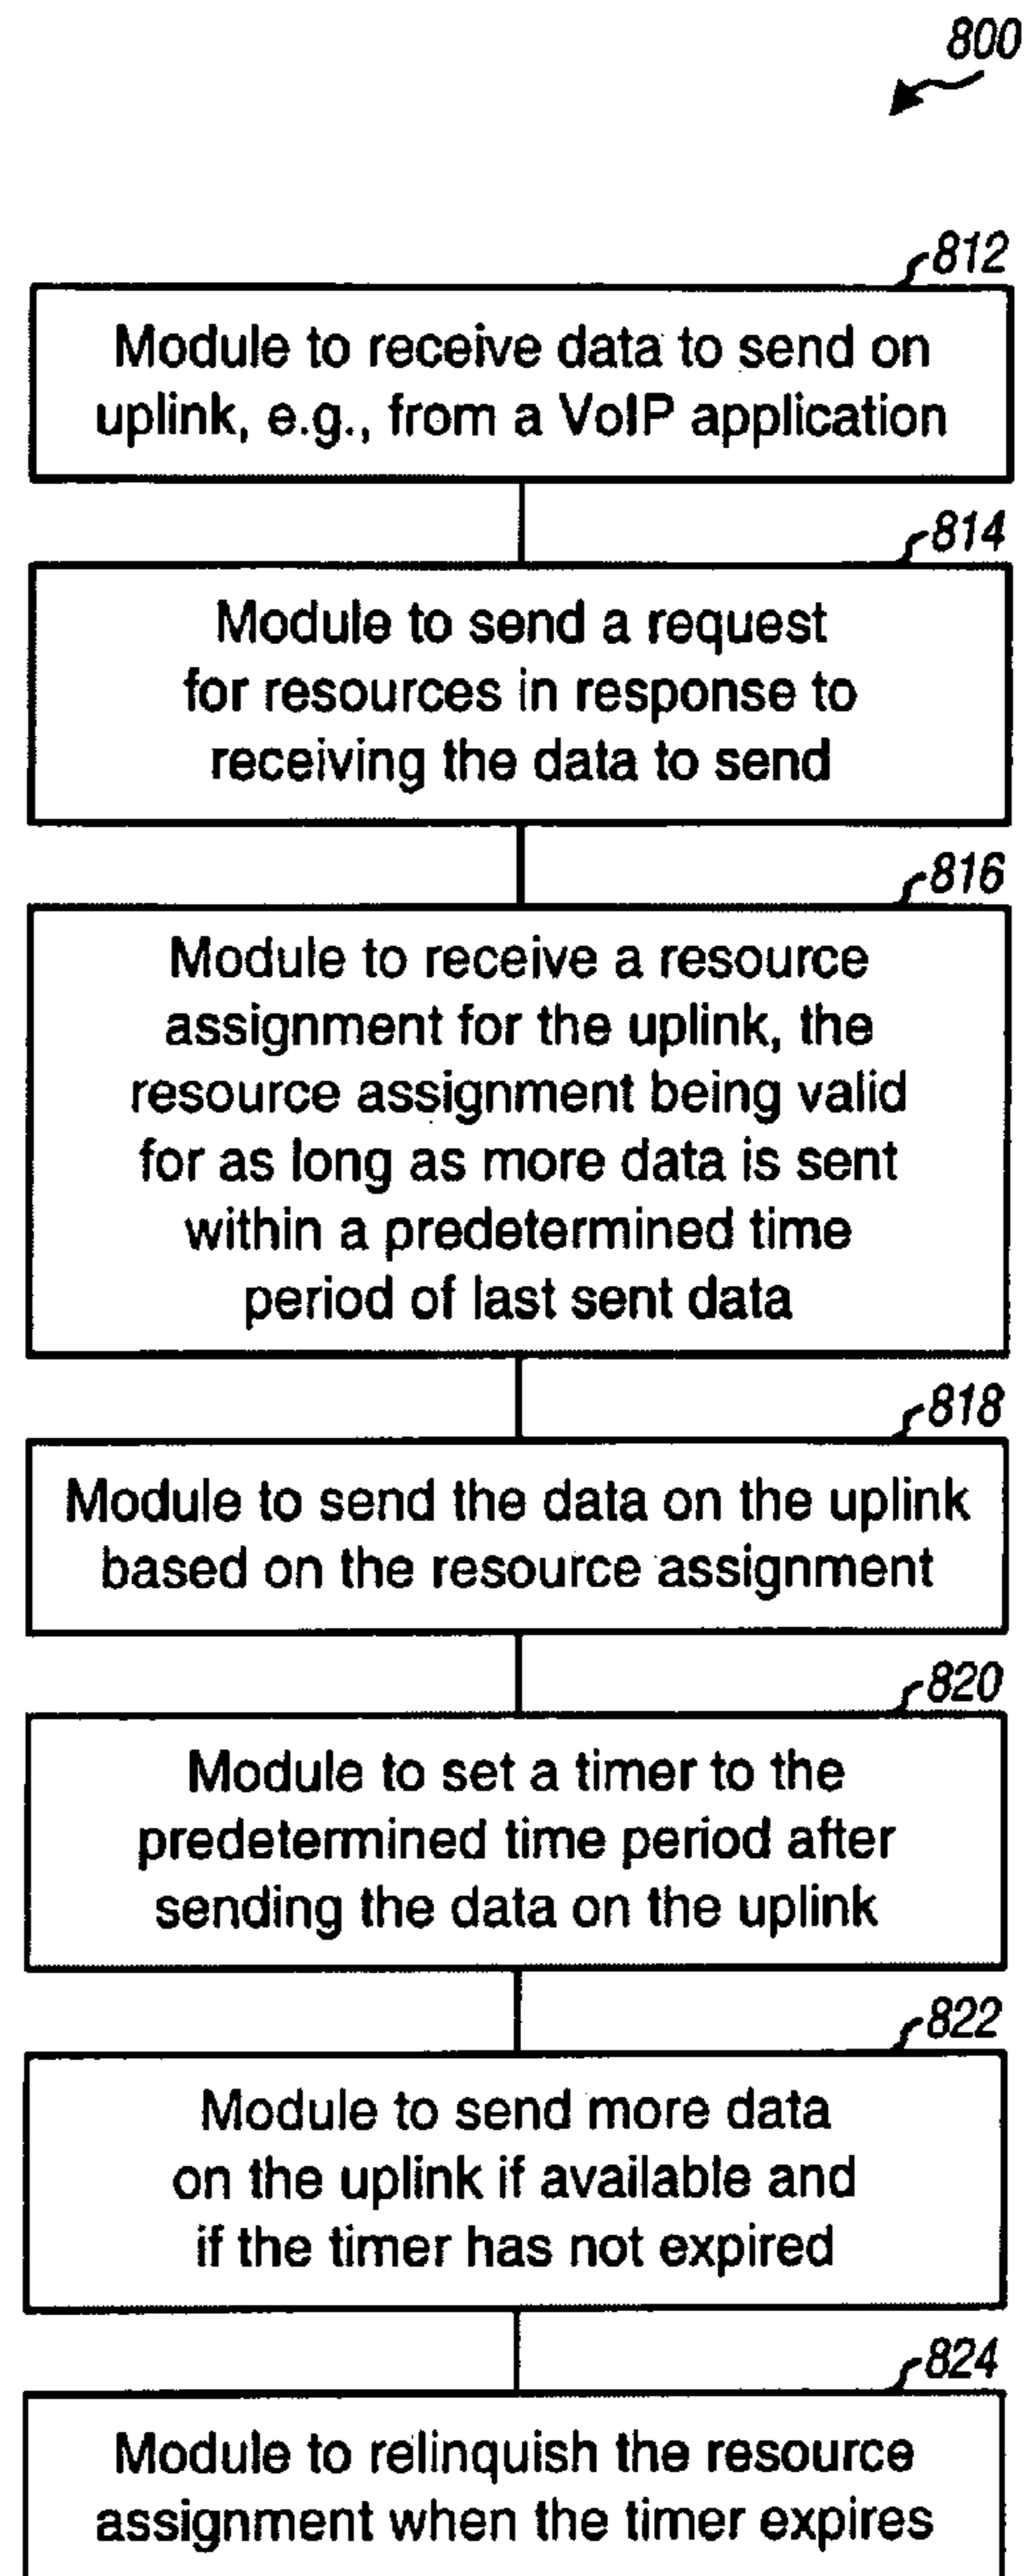 800
812
Module to receive data to send on
uplink, e.g., from a VoIP application
814
Module to send a request
for resources in response to
receiving the data to send
816
Module to receive a resource
assignment for the uplink, the
resource assignment being valid
for as long as more data is sent
within a predetermined time
period of last sent data
818
Module to send the data on the uplink
based on the resource assignment
820
Module to set a timer to the
predetermined time period after
sending the data on the uplink
822
Module to send more data
on the uplink if available and
if the timer has not expired
824
Module to relinquish the resource
assignment when the timer expires